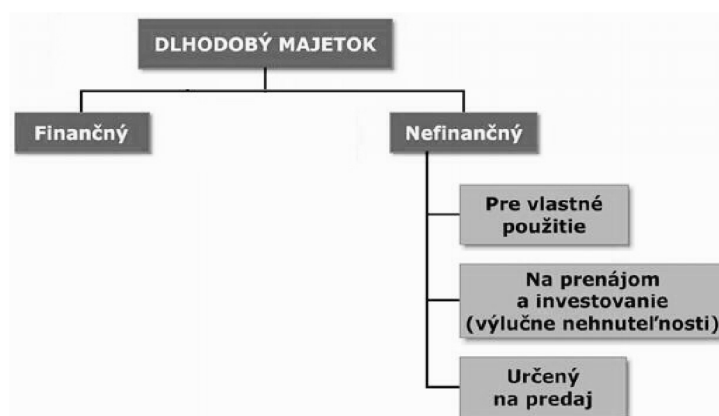 DLHODOBÝ MAJETOK
Finančný
Nefinančný
Pre vlastné
použitie
Na prenájom
a investovanie
(výlučne nehnuteľnosti)
Určený
na predaj